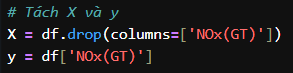 # Tách X và y
X = df.drop(columns=['NOx(GT)'])
y = df['NOx(GT)']